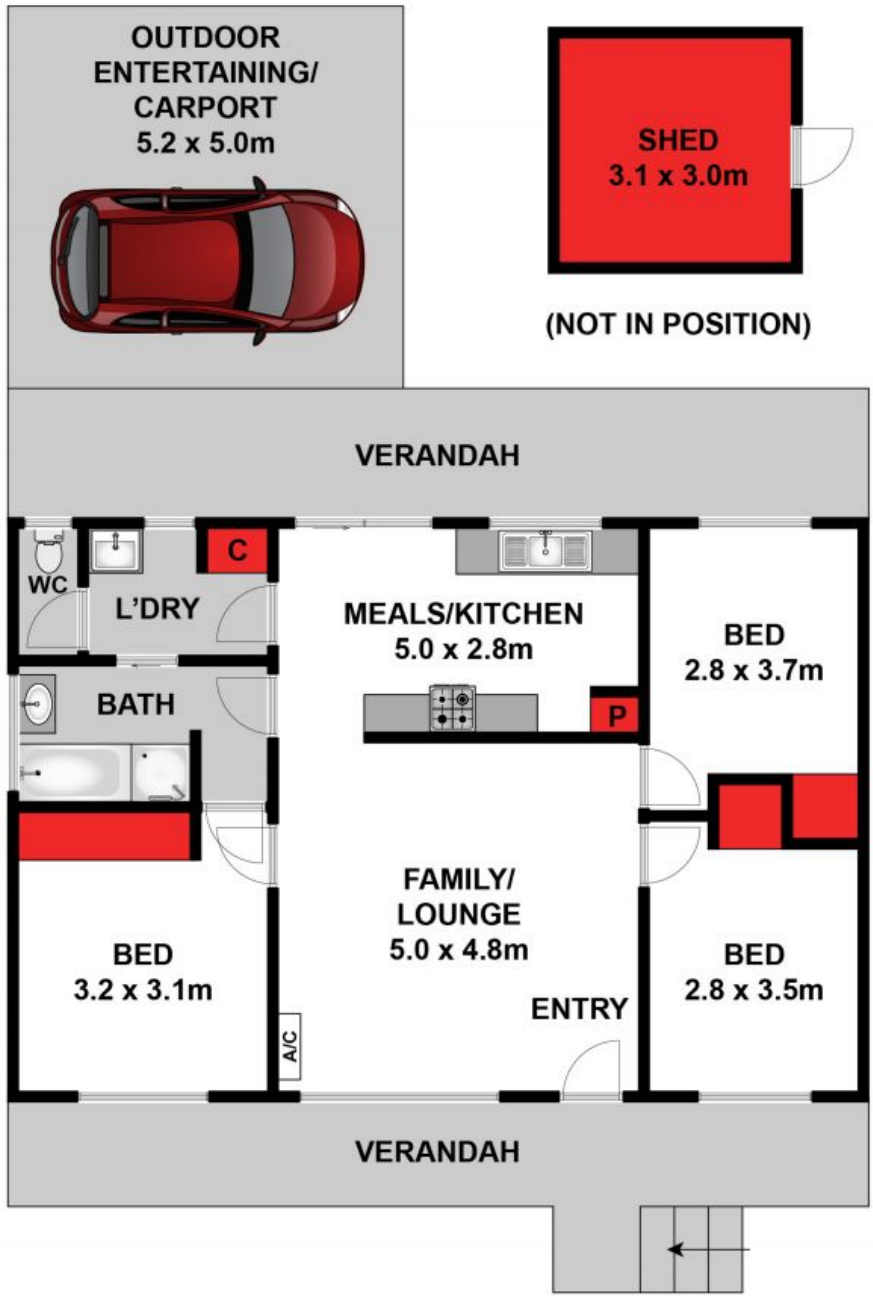 OUTDOOR
ENTERTAINING/
CARPORT
5.2 x 5.0m
SHED
3.1 x 3.0m
(NOT IN POSITION)
VERANDAH
C
WC
L'DRY
MEALS/KITCHEN
5.0 x 2.8m
BED
2.8 x 3.7m
BATH
P
FAMILY/
LOUNGE
5.0 x 4.8m
BED
3.2 x 3.1m
BED
2.8 x 3.5m
ENTRY
A/C
VERANDAH